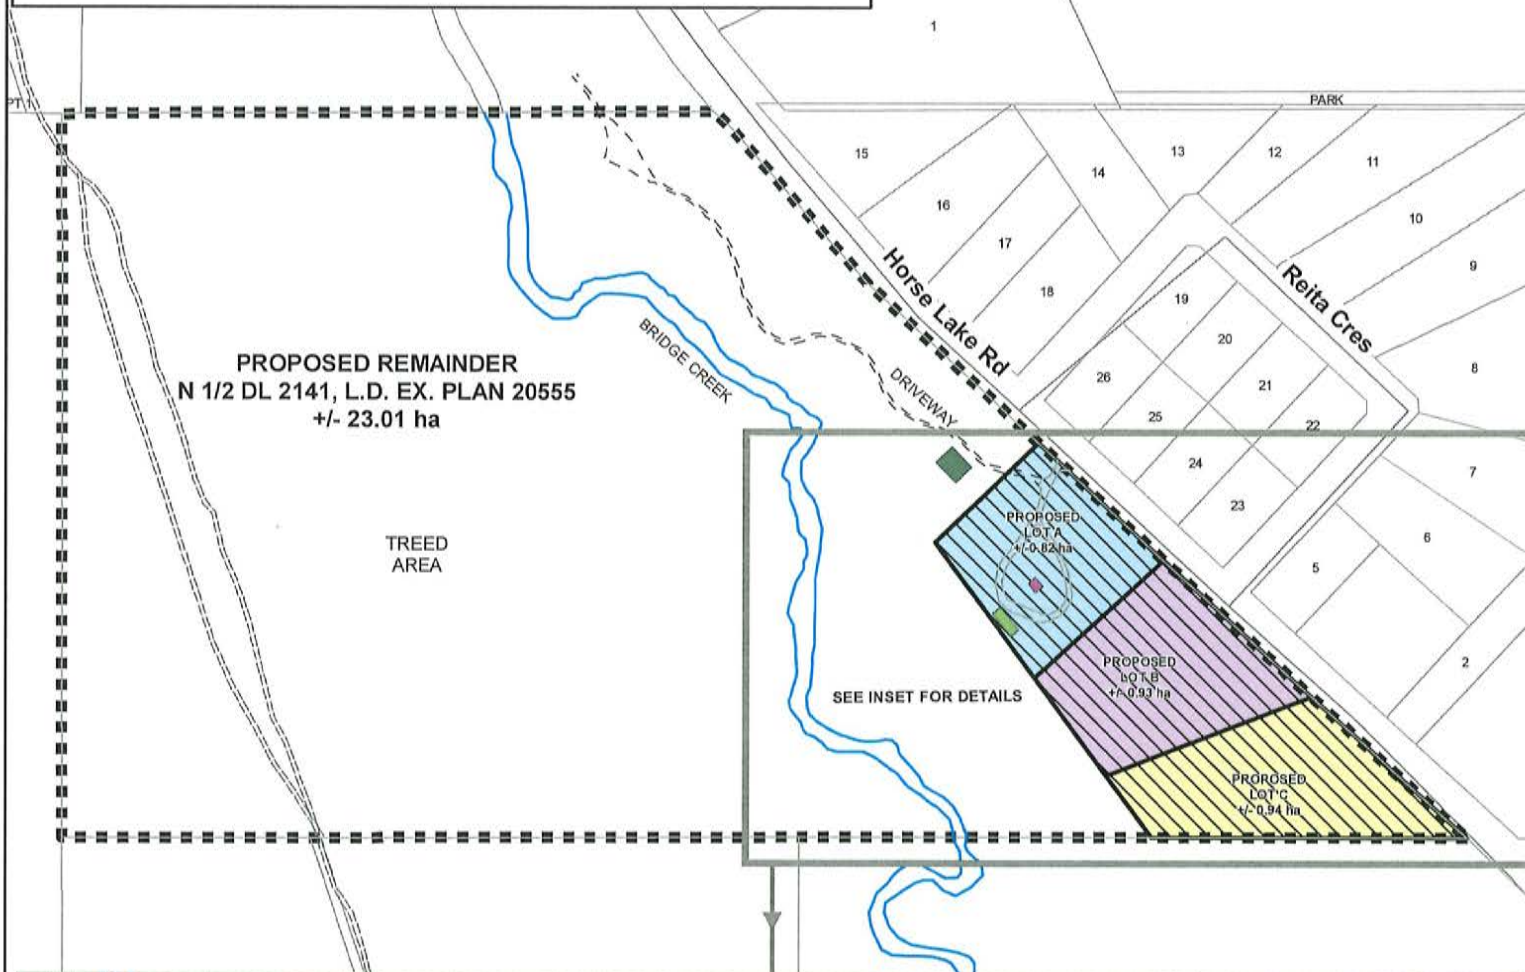 1
PARK
PT 1
15
16
17
18
14
13
12
11
10
9
8
7
6
5
2
19
20
21
22
23
24
25
26
Horse Lake Rd
Reita Cres
BRIDGE CREEK
DRIVEWAY
PROPOSED REMAINDER
N 1/2 DL 2141, L.D. EX. PLAN 20555
+/- 23.01 ha
TREED
AREA
PROPOSED
LOT A
+/-0.82 ha
PROPOSED
LOT B
+/-0.93 ha
SEE INSET FOR DETAILS
PROPOSED
LOT C
+/- 0.94 ha